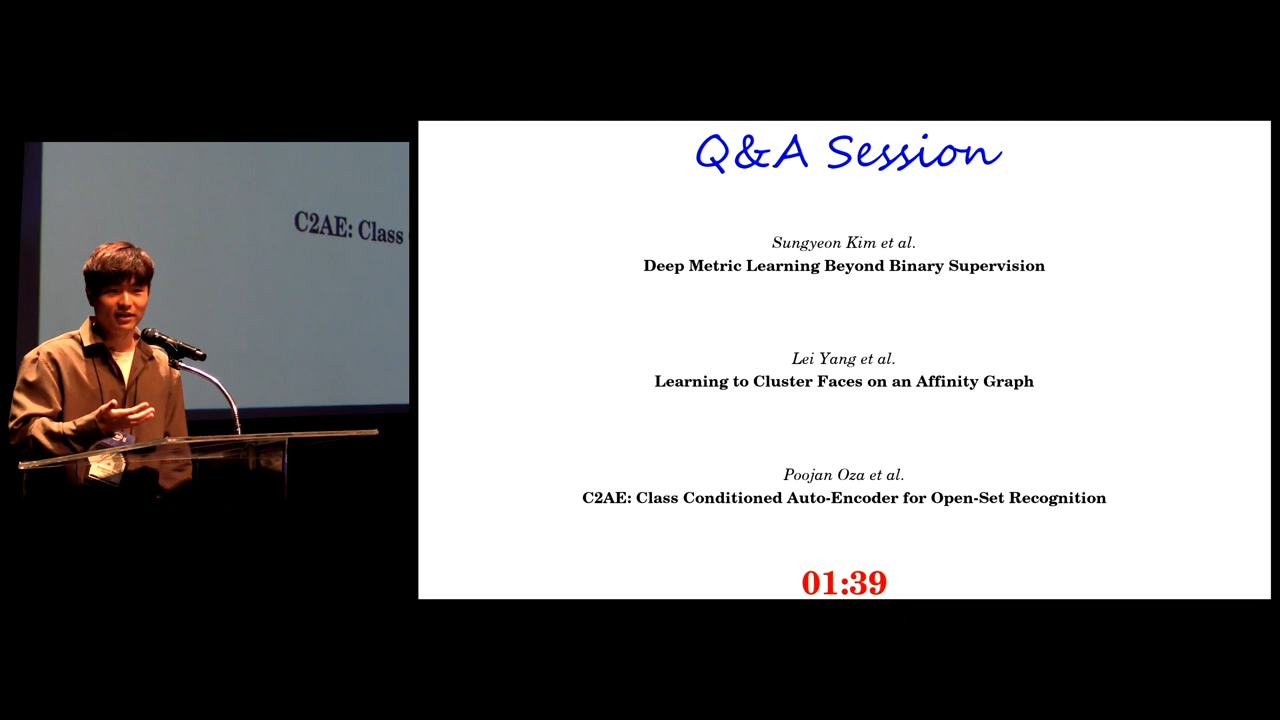 C2AE: Class
Q&A Session
Sungyeon Kim et al.
Deep Metric Learning Beyond Binary Supervision
Lei Yang et al.
Learning to Cluster Faces on an Affinity Graph
Poojan Oza et al.
C2AE: Class Conditioned Auto-Encoder for Open-Set Recognition
01:39